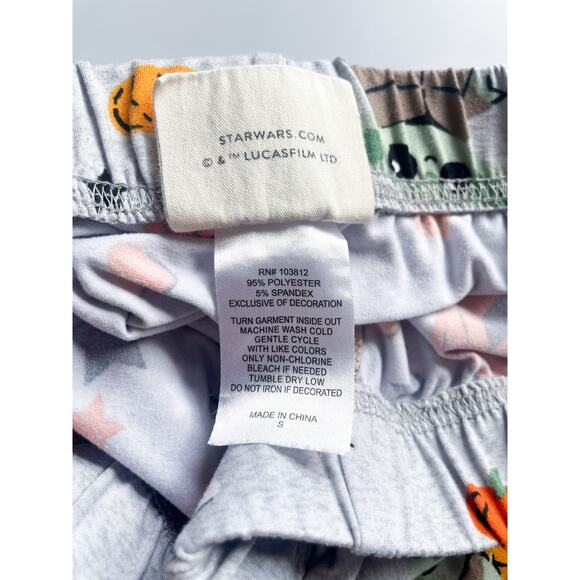 STARWARS.COM
© & ™ LUCASFILM LTD.
RN# 103812
95% POLYESTER
5% SPANDEX
EXCLUSIVE OF DECORATION
TURN GARMENT INSIDE OUT
MACHINE WASH COLD
GENTLE CYCLE
WITH LIKE COLORS
ONLY NON-CHLORINE
BLEACH IF NEEDED
TUMBLE DRY LOW
DO NOT IRON IF DECORATED
MADE IN CHINA
S